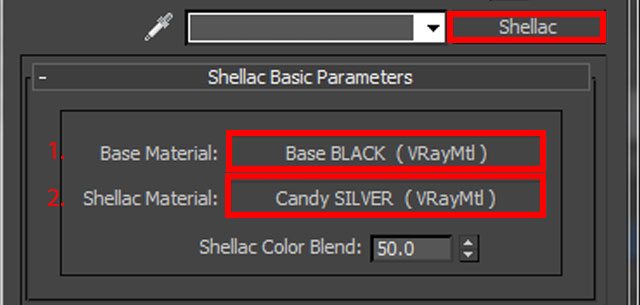 Shellac
- Shellac Basic Parameters
1. Base Material: Base BLACK ( VRayMtl )
2. Shellac Material: Candy SILVER ( VRayMtl )
Shellac Color Blend: 50.0